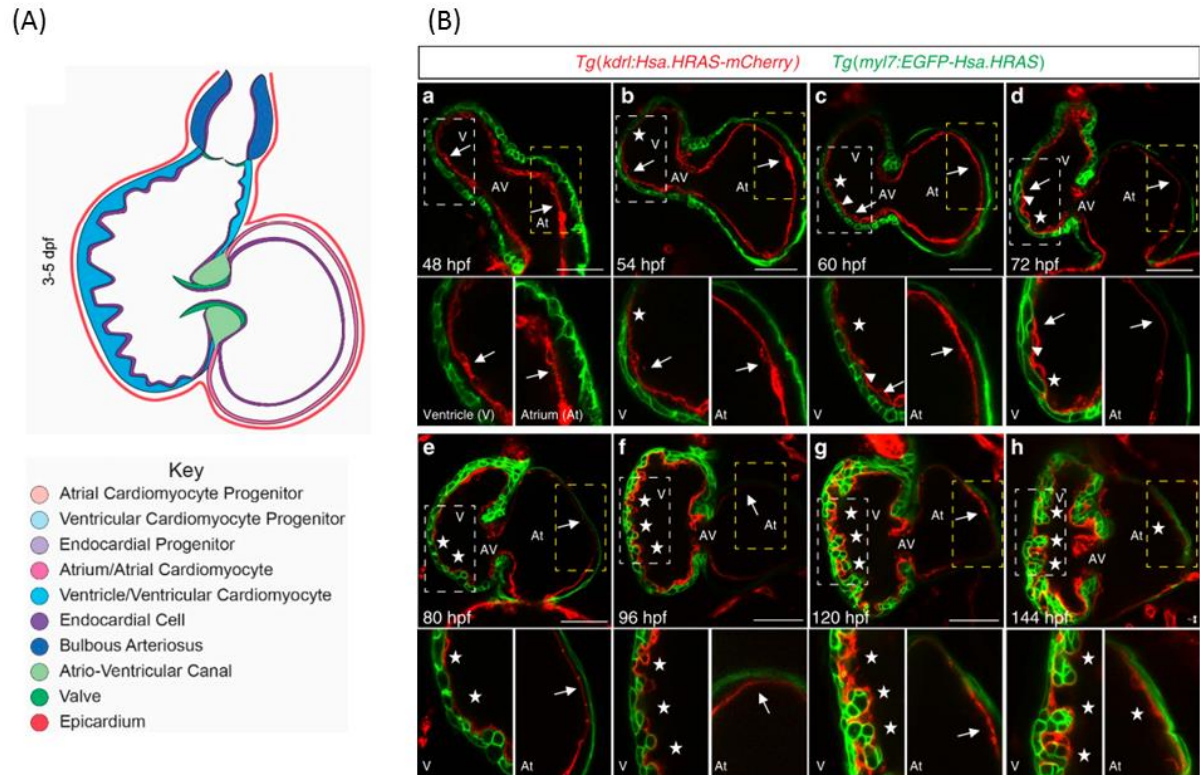 (A)
3-5 dpf
Key
Atrial Cardiomyocyte Progenitor
Ventricular Cardiomyocyte Progenitor
Endocardial Progenitor
Atrium/Atrial Cardiomyocyte
Ventricle/Ventricular Cardiomyocyte
Endocardial Cell
Bulbous Arteriosus
Atrio-Ventricular Canal
Valve
Epicardium
(B)
Tg(kdrl:Hsa.HRAS-mCherry) Tg(myl7:EGFP-Hsa.HRAS)
a
V
AV
At
48 hpf
Ventricle (V)
Atrium (At)
b
V
AV
At
54 hpf
V
At
c
V
AV
At
60 hpf
V
At
d
V
AV
At
72 hpf
V
At
e
V
AV
At
80 hpf
V
At
f
V
AV
At
96 hpf
V
At
g
V
AV
At
120 hpf
V
At
h
V
AV
At
144 hpf
V
At